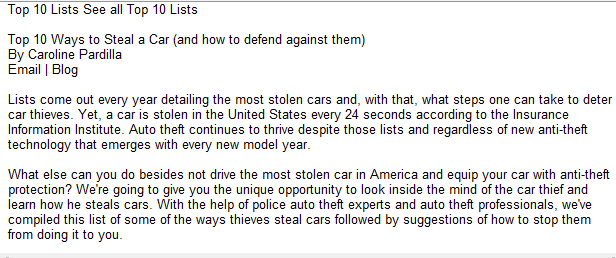 Top 10 Lists See all Top 10 Lists
Top 10 Ways to Steal a Car (and how to defend against them)
By Caroline Pardilla
Email | Blog
Lists come out every year detailing the most stolen cars and, with that, what steps one can take to deter
car thieves. Yet, a car is stolen in the United States every 24 seconds according to the Insurance
Information Institute. Auto theft continues to thrive despite those lists and regardless of new anti-theft
technology that emerges with every new model year.
What else can you do besides not drive the most stolen car in America and equip your car with anti-theft
protection? We're going to give you the unique opportunity to look inside the mind of the car thief and
learn how he steals cars. With the help of police auto theft experts and auto theft professionals, we've
compiled this list of some of the ways thieves steal cars followed by suggestions of how to stop them
from doing it to you.